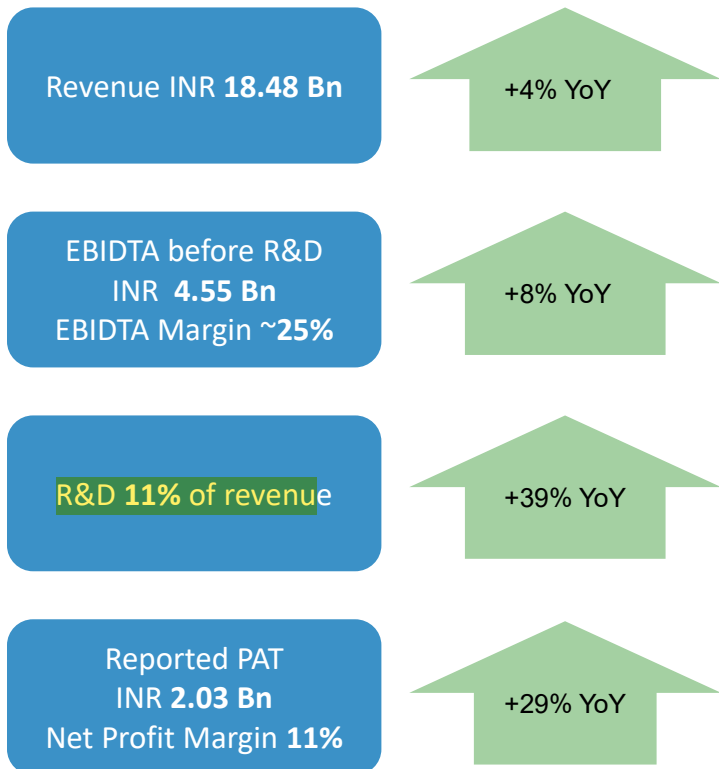 Revenue INR 18.48 Bn
+4% YoY
EBIDTA before R&D
INR 4.55 Bn
EBIDTA Margin ~25%
+8% YoY
R&D 11% of revenue
+39% YoY
Reported PAT
INR 2.03 Bn
Net Profit Margin 11%
+29% YoY